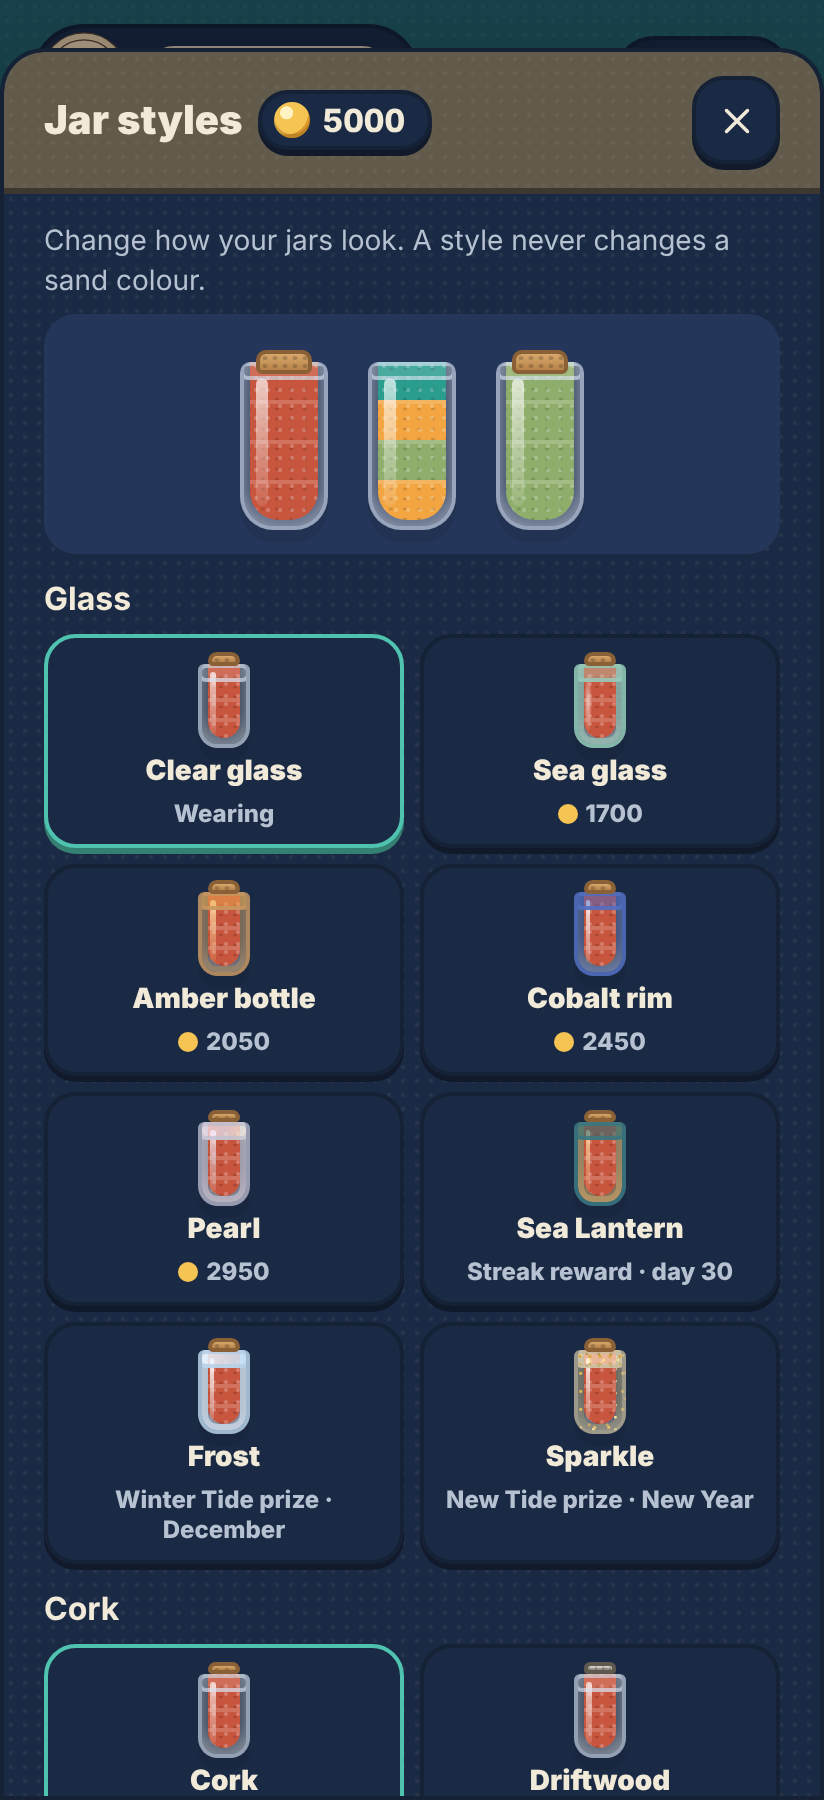 Jar styles
5000
Change how your jars look. A style never changes a
sand colour.
Glass
Clear glass
Wearing
Sea glass
1700
Amber bottle
2050
Cobalt rim
2450
Pearl
2950
Sea Lantern
Streak reward · day 30
Frost
Winter Tide prize ·
December
Sparkle
New Tide prize · New Year
Cork
Cork
Driftwood